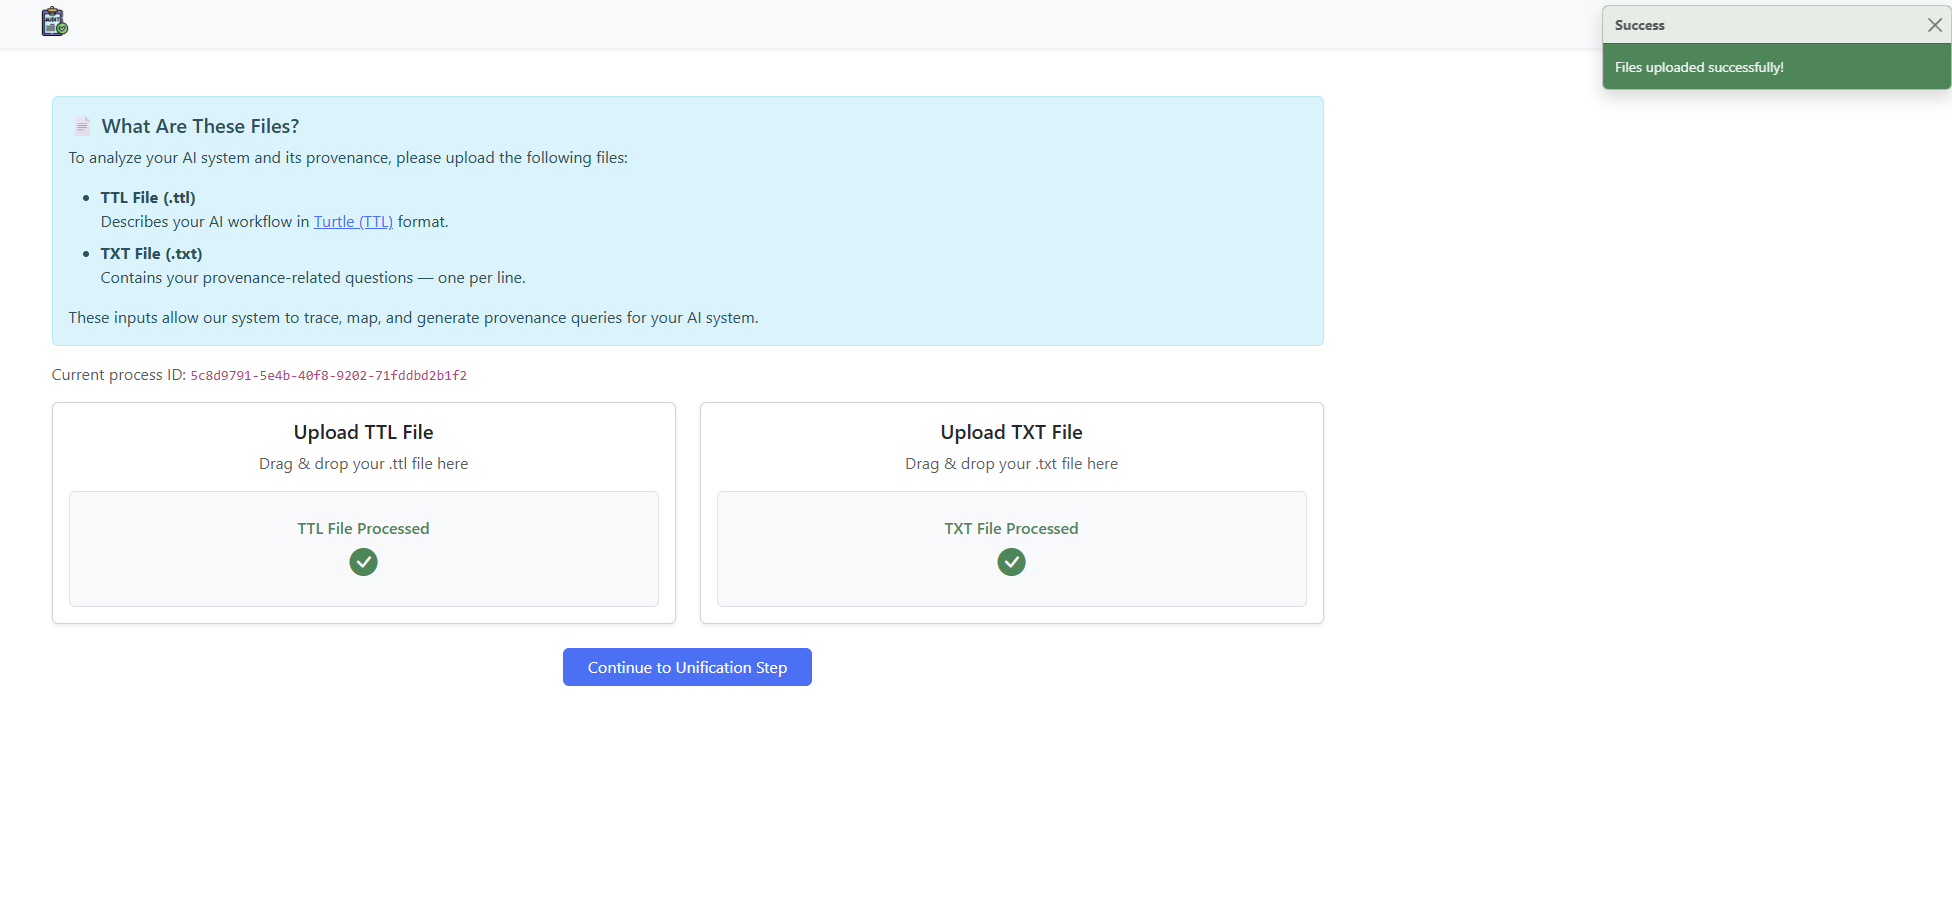 AUDIT
Success
Files uploaded successfully!
What Are These Files?
To analyze your AI system and its provenance, please upload the following files:
TTL File (.ttl)
Describes your AI workflow in Turtle (TTL) format.
TXT File (.txt)
Contains your provenance-related questions — one per line.
These inputs allow our system to trace, map, and generate provenance queries for your AI system.
Current process ID: 5c8d9791-5e4b-40f8-9202-71fddbd2b1f2
Upload TTL File
Drag & drop your .ttl file here
TTL File Processed
Upload TXT File
Drag & drop your .txt file here
TXT File Processed
Continue to Unification Step